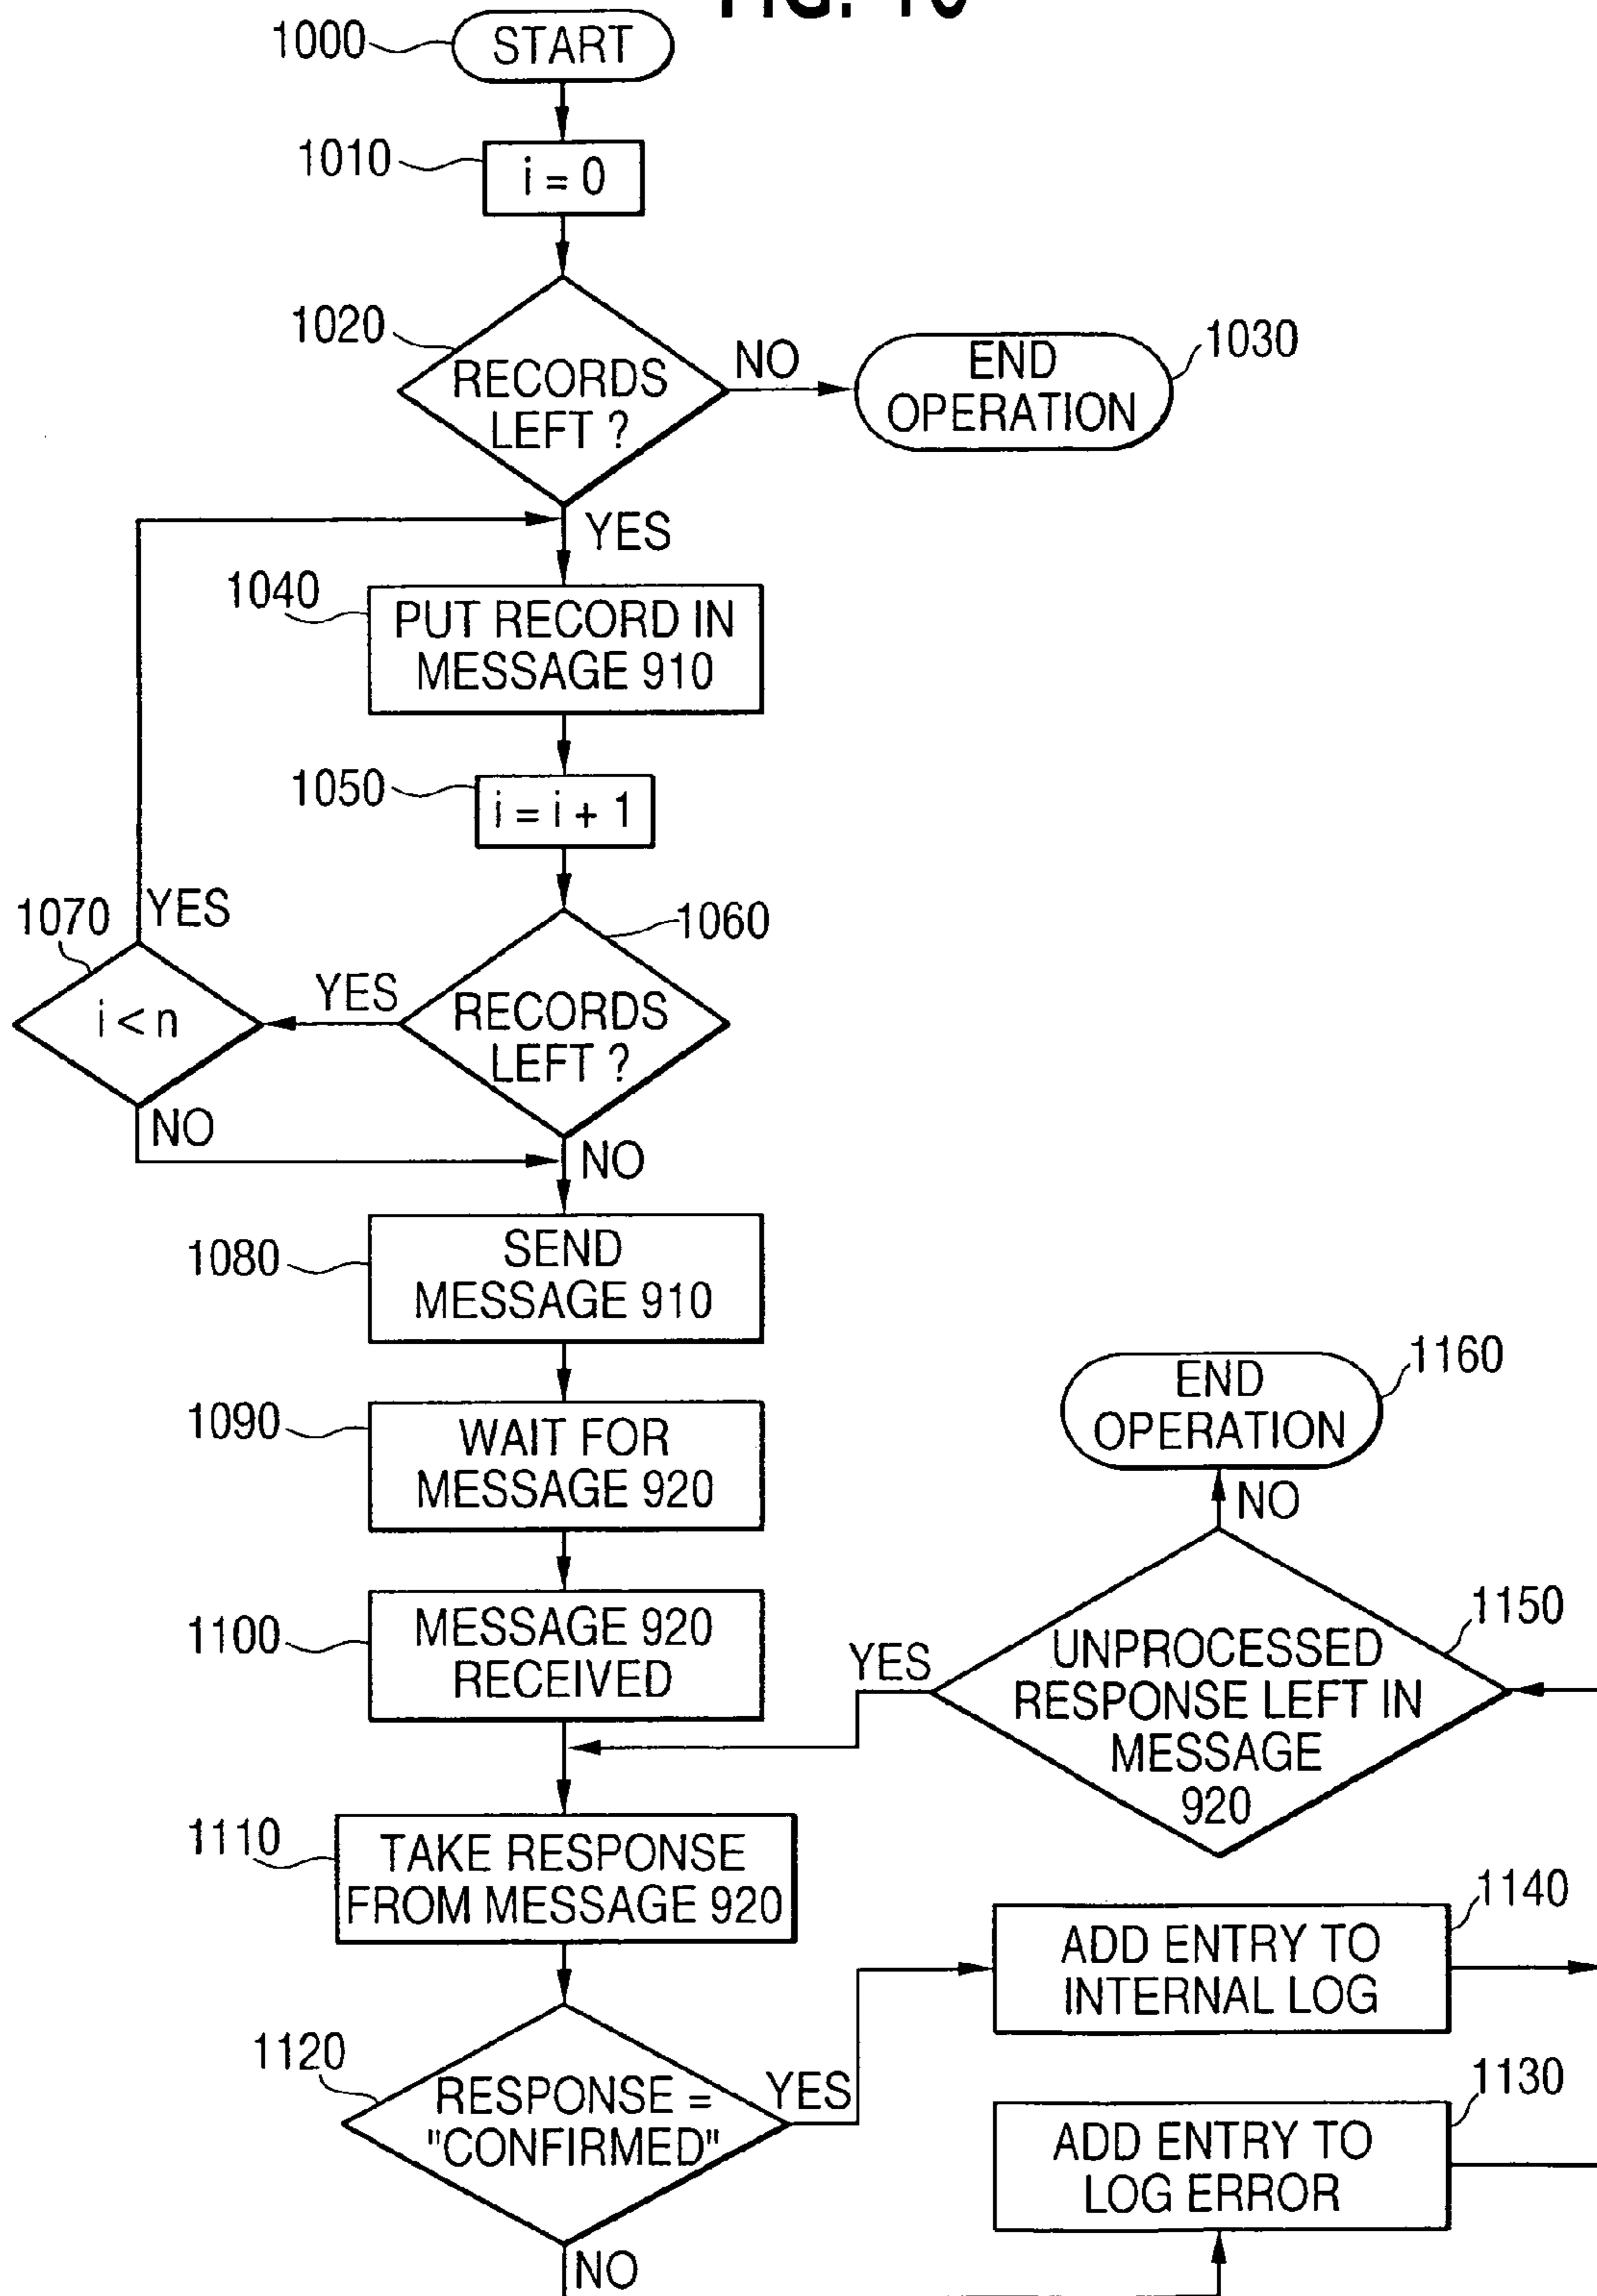 FIG. 10
1000
START
1010
i = 0
1020
RECORDS
LEFT ?
NO
END
OPERATION
1030
YES
1040
PUT RECORD IN
MESSAGE 910
1050
i = i + 1
1070
YES
1060
i < n
YES
RECORDS
LEFT ?
NO
NO
1080
SEND
MESSAGE 910
1090
WAIT FOR
MESSAGE 920
1160
END
OPERATION
NO
1100
MESSAGE 920
RECEIVED
YES
1150
UNPROCESSED
RESPONSE LEFT IN
MESSAGE
920
1110
TAKE RESPONSE
FROM MESSAGE 920
1140
ADD ENTRY TO
INTERNAL LOG
1120
RESPONSE =
"CONFIRMED"
YES
1130
ADD ENTRY TO
LOG ERROR
NO